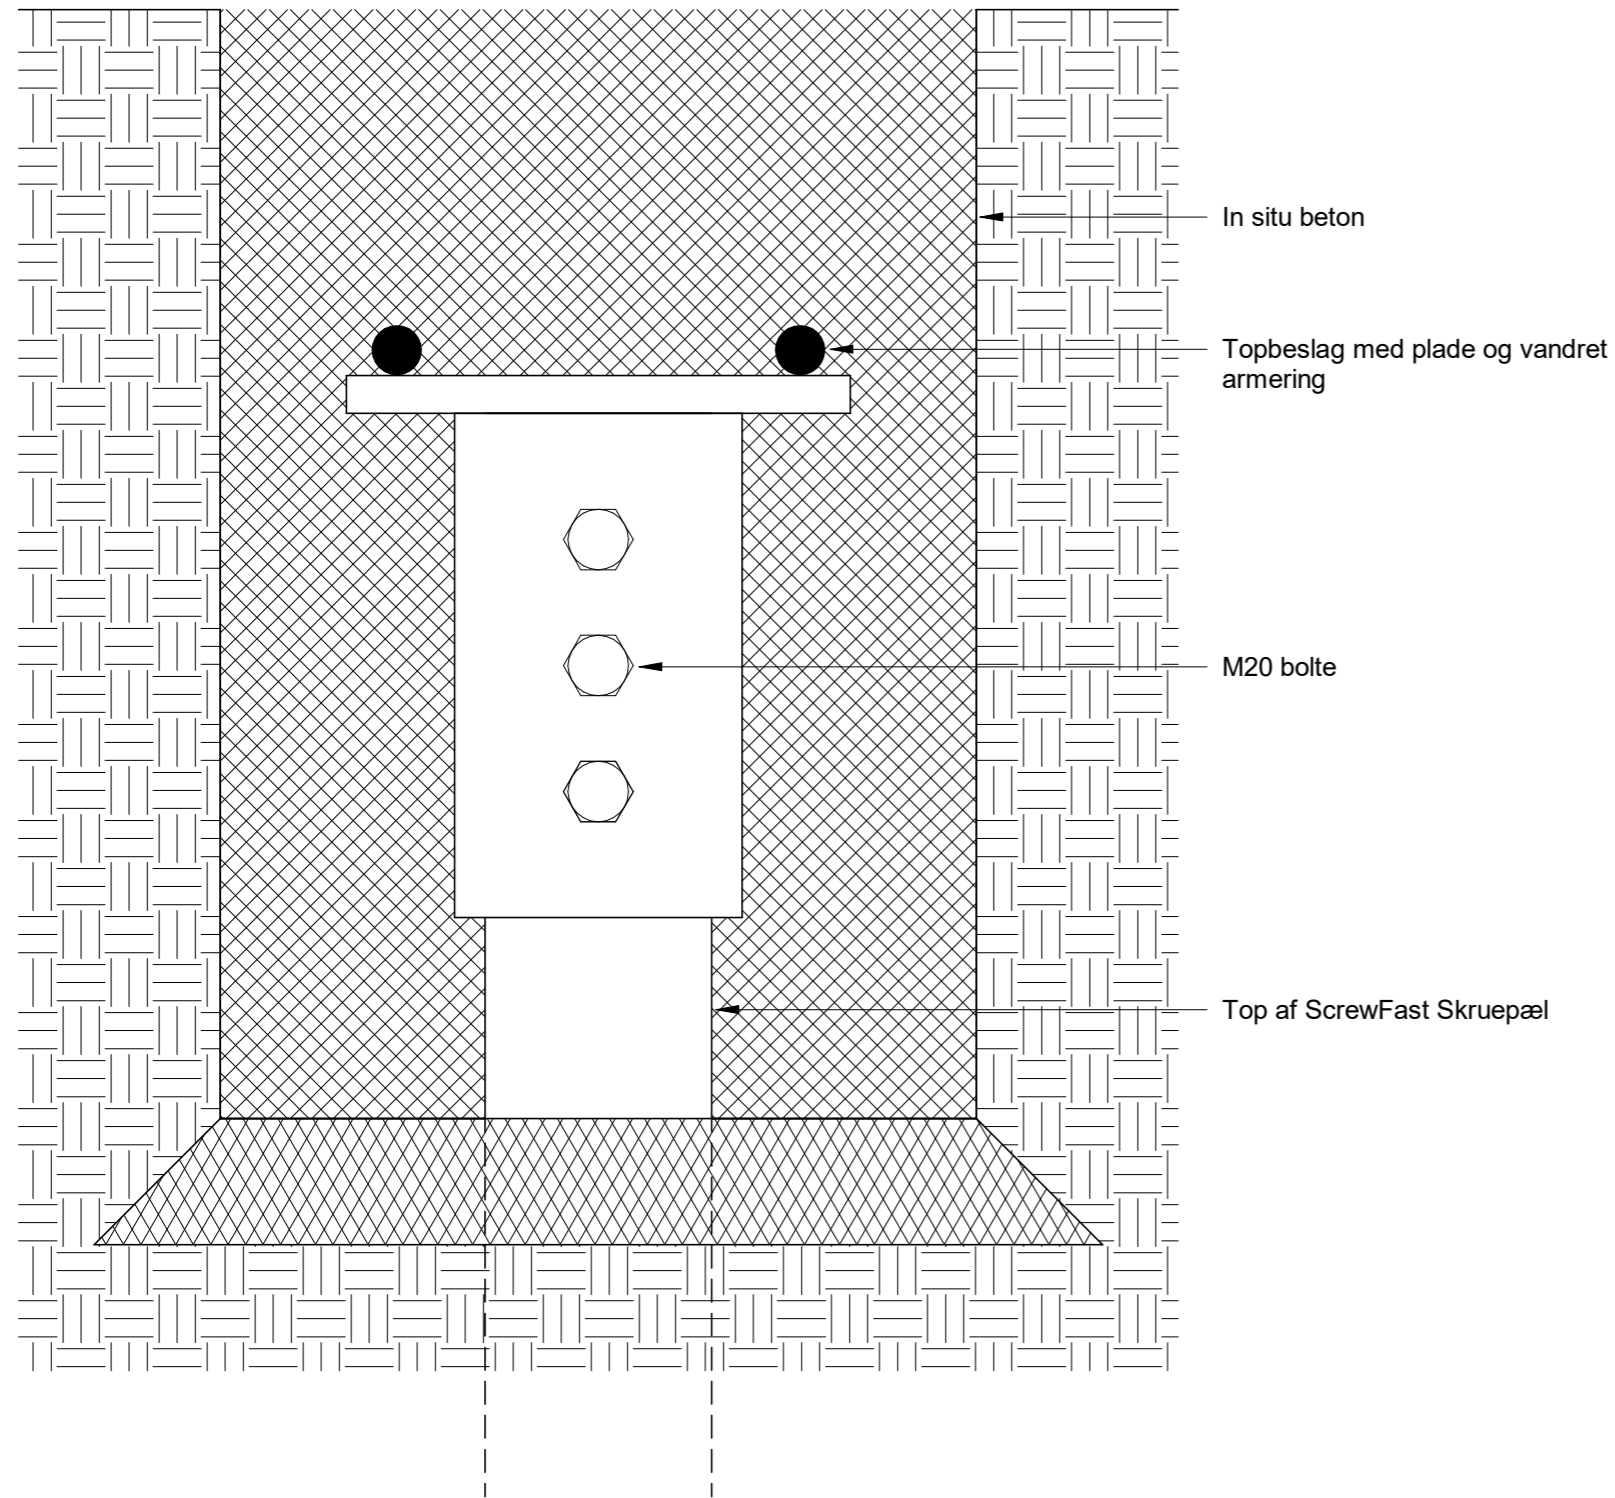 In situ beton
Topbeslag med plade og vandret
armering
M20 bolte
Top af ScrewFast Skruepæl